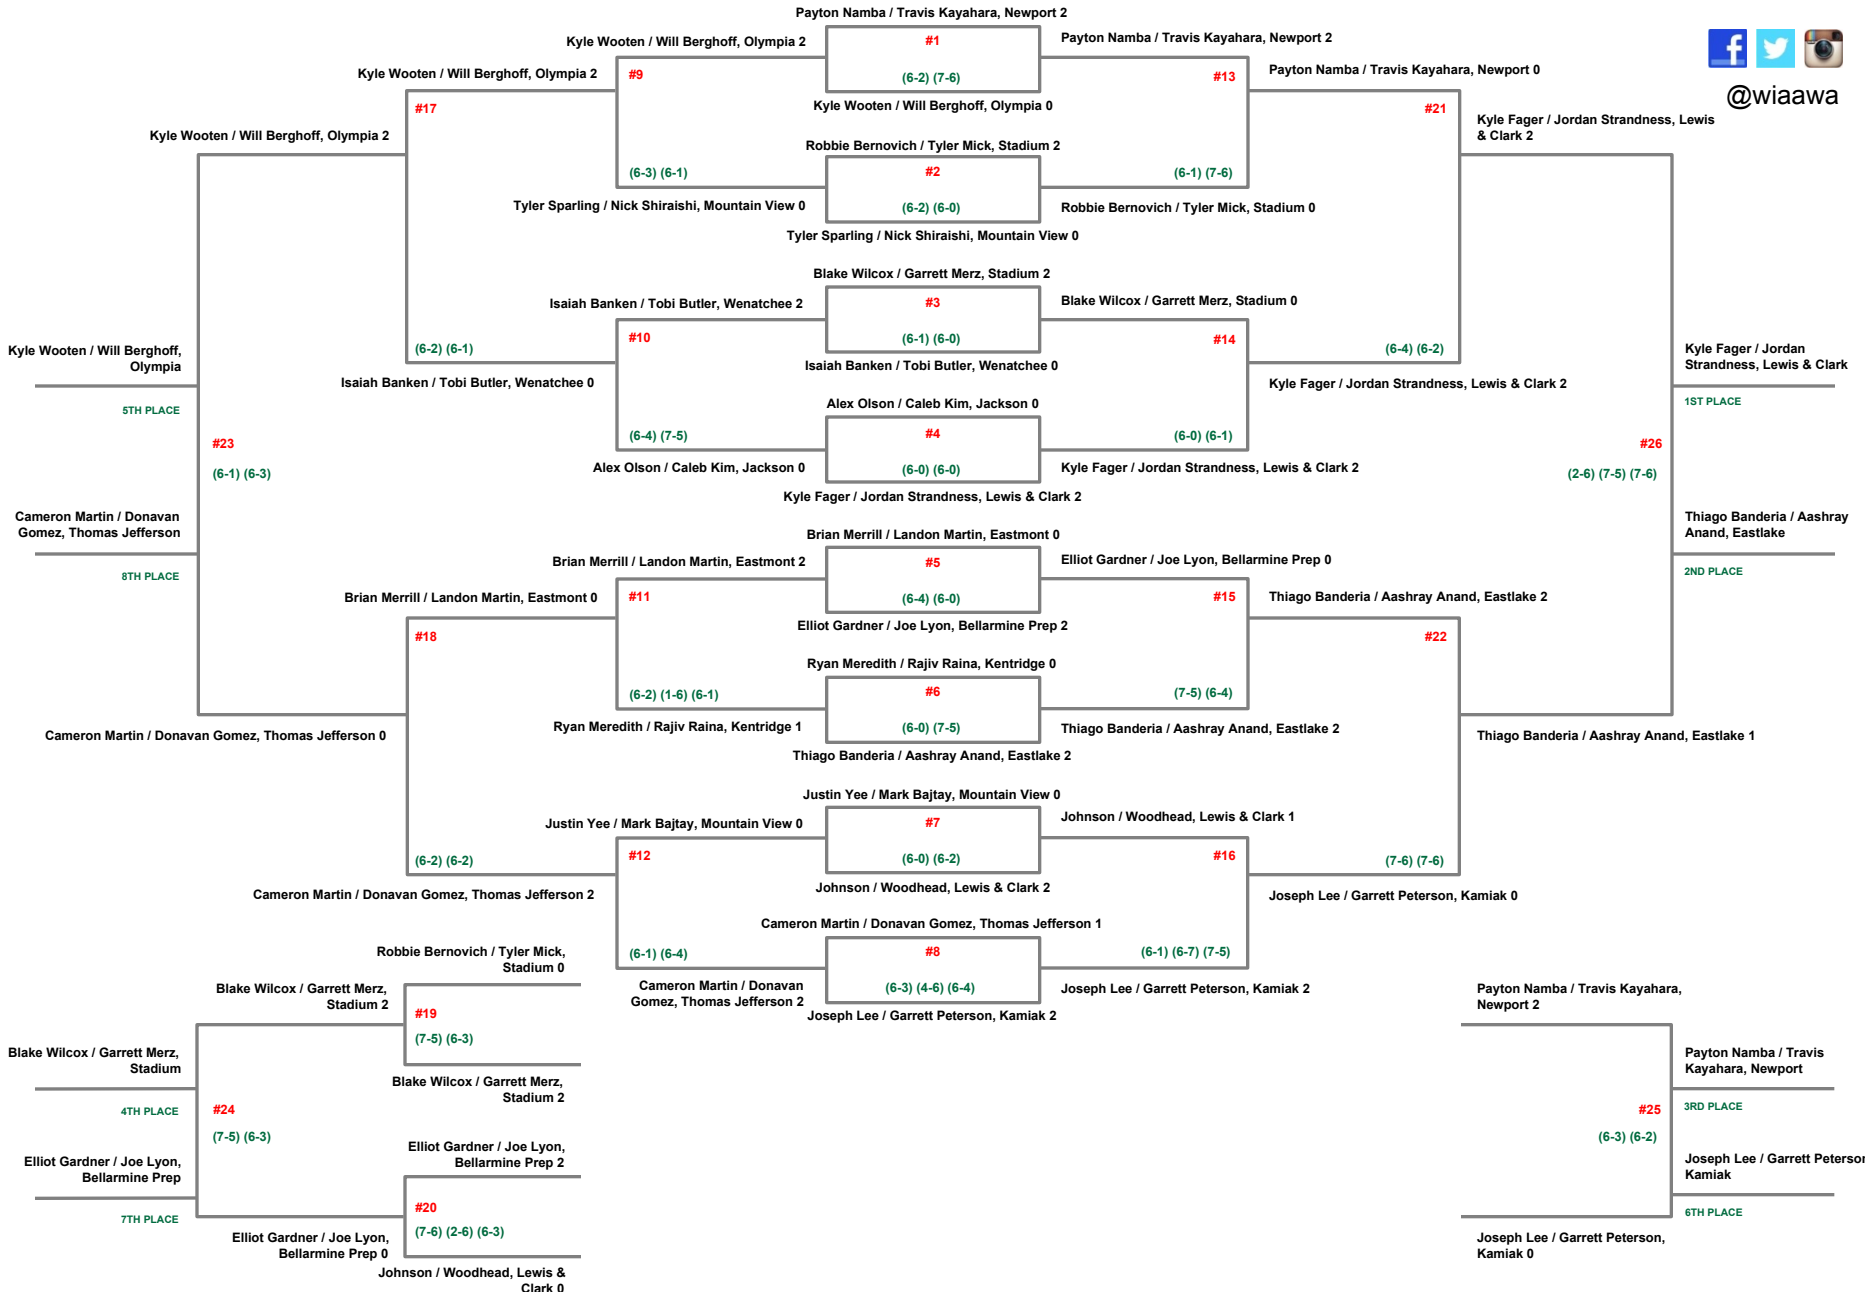 Payton Namba / Travis Kayahara, Newport 2
#1
(6-2) (7-6)
Kyle Wooten / Will Berghoff, Olympia 0
Robbie Bernovich / Tyler Mick, Stadium 2
#2
(6-2) (6-0)
Tyler Sparling / Nick Shiraishi, Mountain View 0
Blake Wilcox / Garrett Merz, Stadium 2
#3
(6-1) (6-0)
Isaiah Banken / Tobi Butler, Wenatchee 0
Alex Olson / Caleb Kim, Jackson 0
#4
(6-0) (6-0)
Kyle Fager / Jordan Strandness, Lewis & Clark 2
Brian Merrill / Landon Martin, Eastmont 0
#5
(6-4) (6-0)
Elliot Gardner / Joe Lyon, Bellarmine Prep 2
Ryan Meredith / Rajiv Raina, Kentridge 0
#6
(6-0) (7-5)
Thiago Banderia / Aashray Anand, Eastlake 2
Justin Yee / Mark Bajtay, Mountain View 0
#7
(6-0) (6-2)
Johnson / Woodhead, Lewis & Clark 2
Cameron Martin / Donavan Gomez, Thomas Jefferson 1
#8
(6-3) (4-6) (6-4)
Joseph Lee / Garrett Peterson, Kamiak 2
Kyle Wooten / Will Berghoff, Olympia 2
#9
(6-3) (6-1)
Tyler Sparling / Nick Shiraishi, Mountain View 0
Isaiah Banken / Tobi Butler, Wenatchee 2
#10
(6-4) (7-5)
Alex Olson / Caleb Kim, Jackson 0
Brian Merrill / Landon Martin, Eastmont 2
#11
(6-2) (1-6) (6-1)
Ryan Meredith / Rajiv Raina, Kentridge 1
Justin Yee / Mark Bajtay, Mountain View 0
#12
(6-1) (6-4)
Cameron Martin / Donavan
Gomez, Thomas Jefferson 2
Payton Namba / Travis Kayahara, Newport 2
#13
(6-1) (7-6)
Robbie Bernovich / Tyler Mick, Stadium 0
Blake Wilcox / Garrett Merz, Stadium 0
#14
(6-0) (6-1)
Kyle Fager / Jordan Strandness, Lewis & Clark 2
Elliot Gardner / Joe Lyon, Bellarmine Prep 0
#15
(7-5) (6-4)
Thiago Banderia / Aashray Anand, Eastlake 2
Johnson / Woodhead, Lewis & Clark 1
#16
(6-1) (6-7) (7-5)
Joseph Lee / Garrett Peterson, Kamiak 2
Kyle Wooten / Will Berghoff, Olympia 2
#17
(6-2) (6-1)
Isaiah Banken / Tobi Butler, Wenatchee 0
Brian Merrill / Landon Martin, Eastmont 0
#18
(6-2) (6-2)
Cameron Martin / Donavan Gomez, Thomas Jefferson 2
Robbie Bernovich / Tyler Mick,
Stadium 0
#19
(7-5) (6-3)
Blake Wilcox / Garrett Merz,
Stadium 2
Elliot Gardner / Joe Lyon,
Bellarmine Prep 2
#20
(7-6) (2-6) (6-3)
Johnson / Woodhead, Lewis &
Clark 0
Payton Namba / Travis Kayahara, Newport 0
#21
(6-4) (6-2)
Kyle Fager / Jordan Strandness, Lewis & Clark 2
Thiago Banderia / Aashray Anand, Eastlake 2
#22
(7-6) (7-6)
Joseph Lee / Garrett Peterson, Kamiak 0
Kyle Wooten / Will Berghoff, Olympia 2
#23
(6-1) (6-3)
Cameron Martin / Donavan Gomez, Thomas Jefferson 0
Kyle Wooten / Will Berghoff,
Olympia
5TH PLACE
Cameron Martin / Donavan
Gomez, Thomas Jefferson
8TH PLACE
Blake Wilcox / Garrett Merz,
Stadium 2
#24
(7-5) (6-3)
Elliot Gardner / Joe Lyon,
Bellarmine Prep 0
Blake Wilcox / Garrett Merz,
Stadium
4TH PLACE
Elliot Gardner / Joe Lyon,
Bellarmine Prep
7TH PLACE
Payton Namba / Travis Kayahara,
Newport 2
#25
(6-3) (6-2)
Joseph Lee / Garrett Peterson,
Kamiak 0
Payton Namba / Travis
Kayahara, Newport
3RD PLACE
Joseph Lee / Garrett Peterson
Kamiak
6TH PLACE
@wiaawa
Kyle Fager / Jordan Strandness, Lewis
& Clark 2
#26
(2-6) (7-5) (7-6)
Thiago Banderia / Aashray Anand, Eastlake 1
Kyle Fager / Jordan
Strandness, Lewis & Clark
1ST PLACE
Thiago Banderia / Aashray
Anand, Eastlake
2ND PLACE